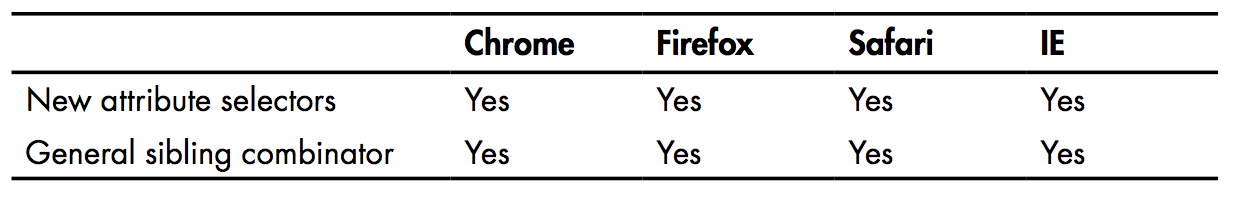 Chrome Firefox Safari IE
New attribute selectors Yes Yes Yes Yes
General sibling combinator Yes Yes Yes Yes